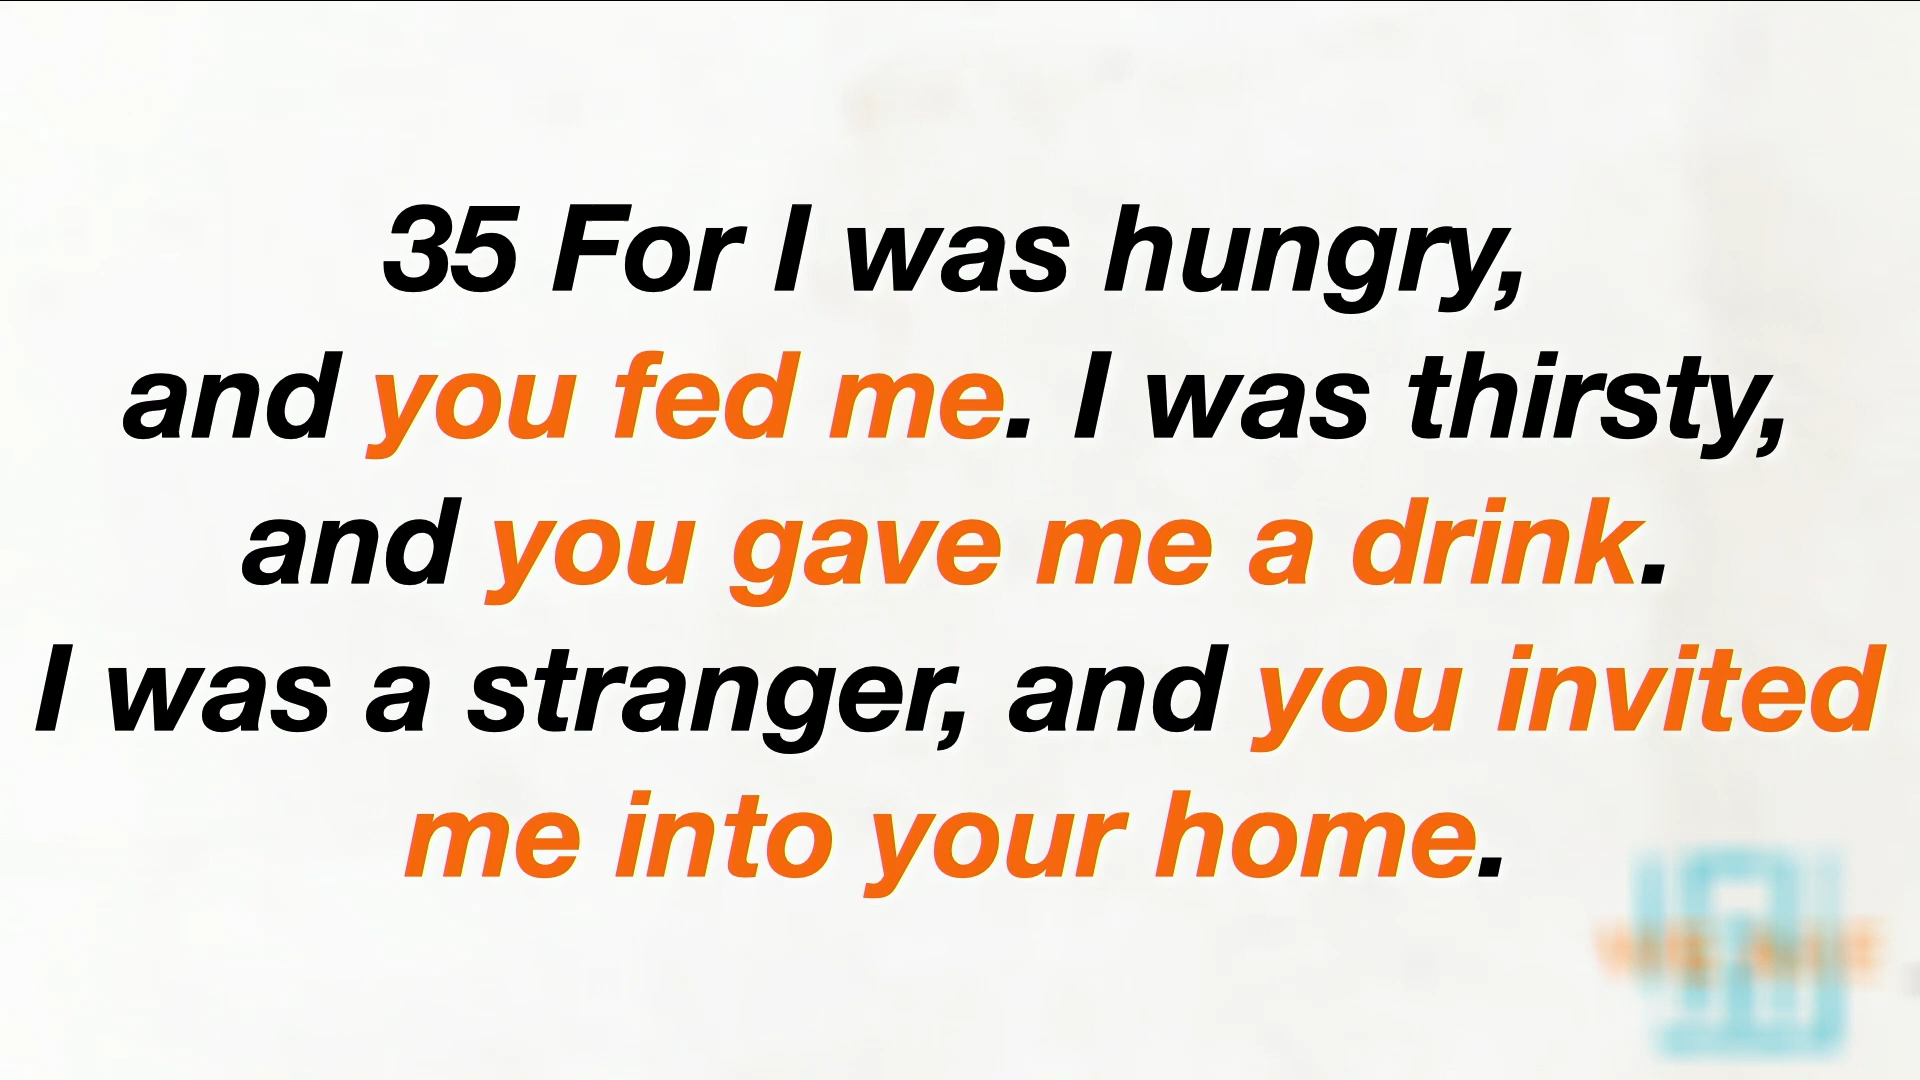 35 For I was hungry,
and you fed me. I was thirsty,
and you gave me a drink.
I was a stranger, and you invited
me into your home.